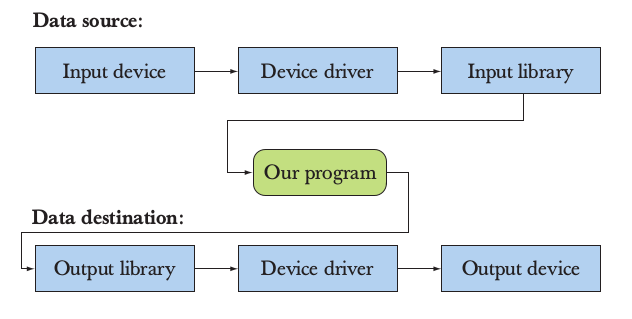 Data source:
Input device
Device driver
Input library
Our program
Data destination:
Output library
Device driver
Output device